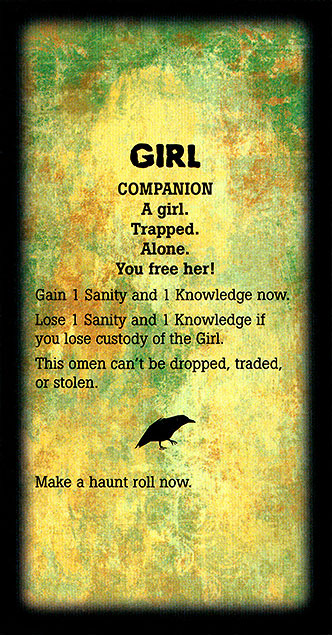 GIRL
COMPANION
A girl.
Trapped.
Alone.
You free her!
Gain 1 Sanity and 1 Knowledge now.
Lose 1 Sanity and 1 Knowledge if
you lose custody of the Girl.
This omen can't be dropped, traded,
or stolen.
Make a haunt roll now.